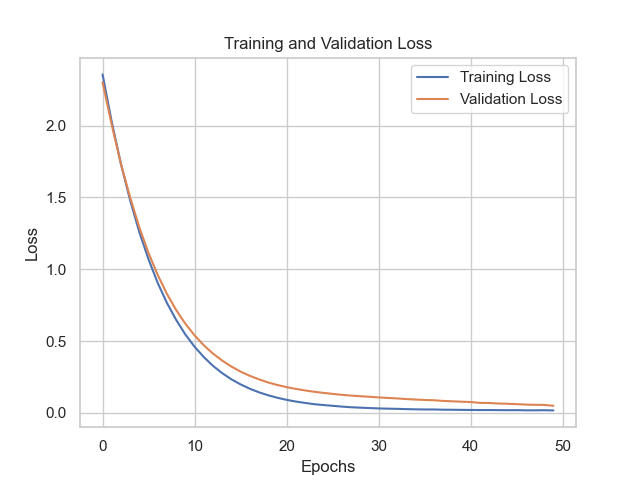 Training and Validation Loss
Training Loss
Validation Loss
2.0
1.5
1.0
0.5
0.0
Loss
0 10 20 30 40 50
Epochs